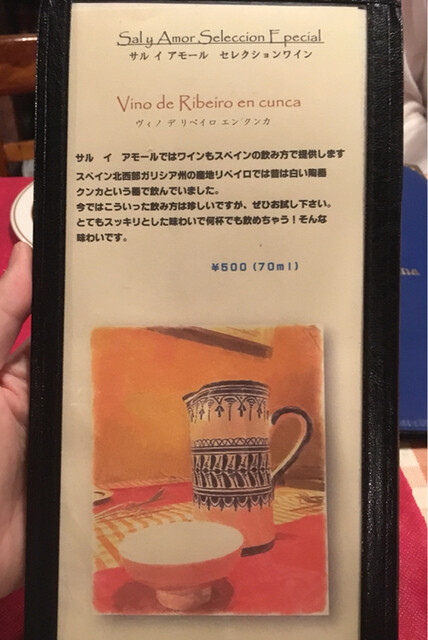 Sal y Amor Seleccion Epecial
サル イ アモール　セレクションワイン
Vino de Ribeiro en cunca
ヴィノ デ リベイロ エン クンカ
サル　イ　アモールではワインもスペインの飲み方で提供します
スペイン北西部ガリシア州の産地リベイロでは昔は白い陶器
クンカという器で飲んでいました。
今ではこういった飲み方は珍しいですが、ぜひお試し下さい。
とてもスッキリとした味わいで何杯でも飲めちゃう！そんな
味わいです。
¥500 (70ml)